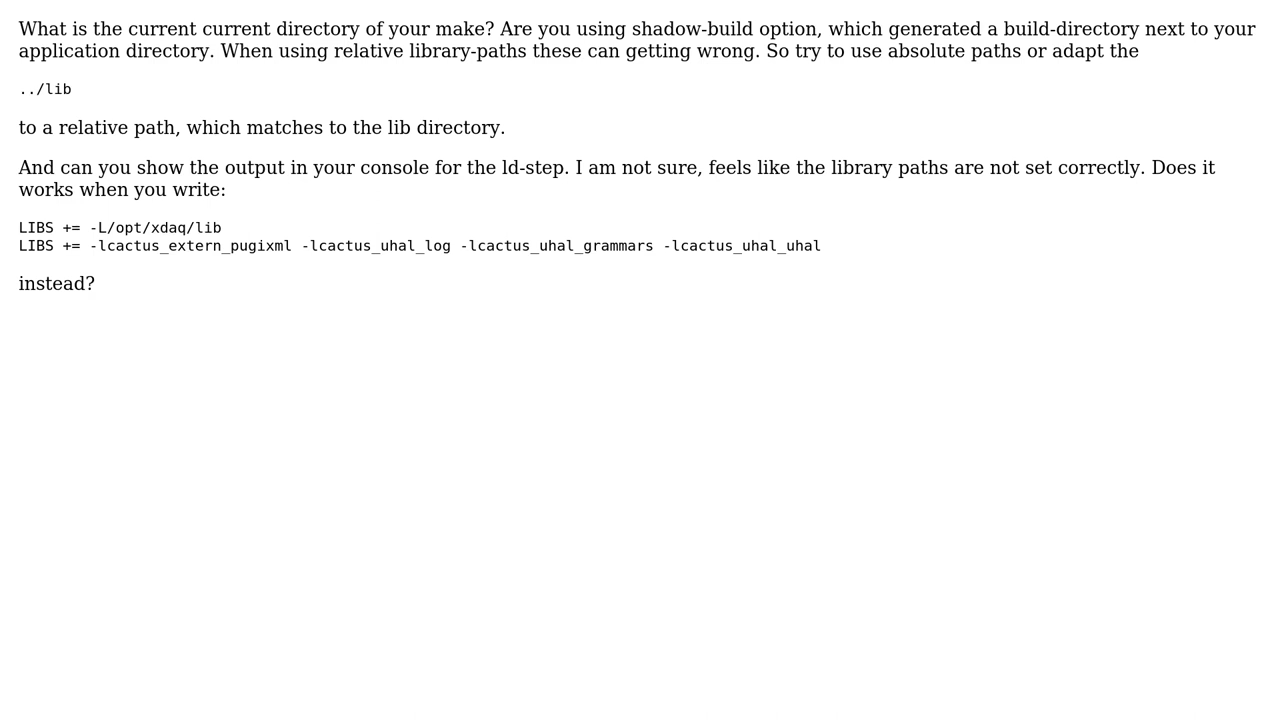 What is the current current directory of your make? Are you using shadow-build option, which generated a build-directory next to your
application directory. When using relative library-paths these can getting wrong. So try to use absolute paths or adapt the
../lib
to a relative path, which matches to the lib directory.
And can you show the output in your console for the ld-step. I am not sure, feels like the library paths are not set correctly. Does it
works when you write:
LIBS += -L/opt/xdaq/lib
LIBS += -lcactus_extern_pugixml -lcactus_uhal_log -lcactus_uhal_grammars -lcactus_uhal_uhal
instead?